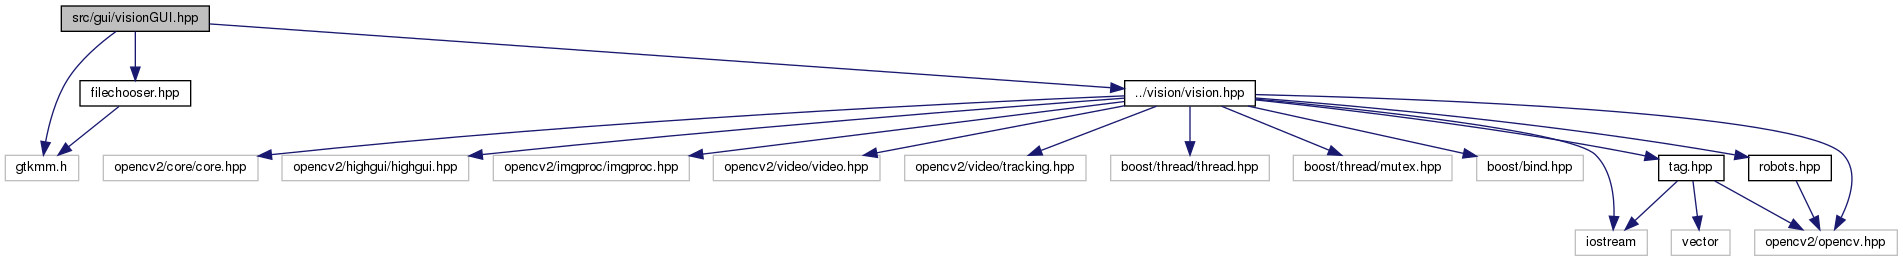 src/gui/visionGUI.hpp
filechooser.hpp
../vision/vision.hpp
gtkmm.h
opencv2/core/core.hpp
opencv2/highgui/highgui.hpp
opencv2/imgproc/imgproc.hpp
opencv2/video/video.hpp
opencv2/video/tracking.hpp
boost/thread/thread.hpp
boost/thread/mutex.hpp
boost/bind.hpp
tag.hpp
robots.hpp
iostream
vector
opencv2/opencv.hpp